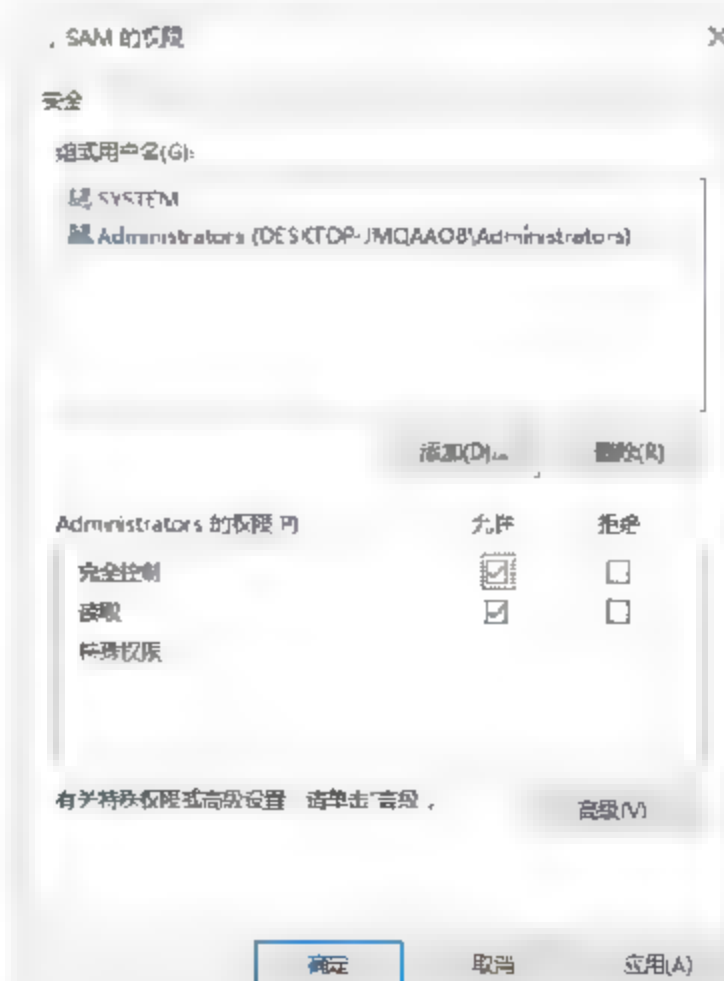 SAM 的权限
安全
组或用户名(G):
SYSTEM
Administrators (DESKTOP-JMQAAO8\Administrators)
添加(D)...
删除(R)
Administrators 的权限(P)
允许
拒绝
完全控制
读取
特殊权限
有关特殊权限或高级设置,请单击"高级"。
高级(V)
确定
取消
应用(A)